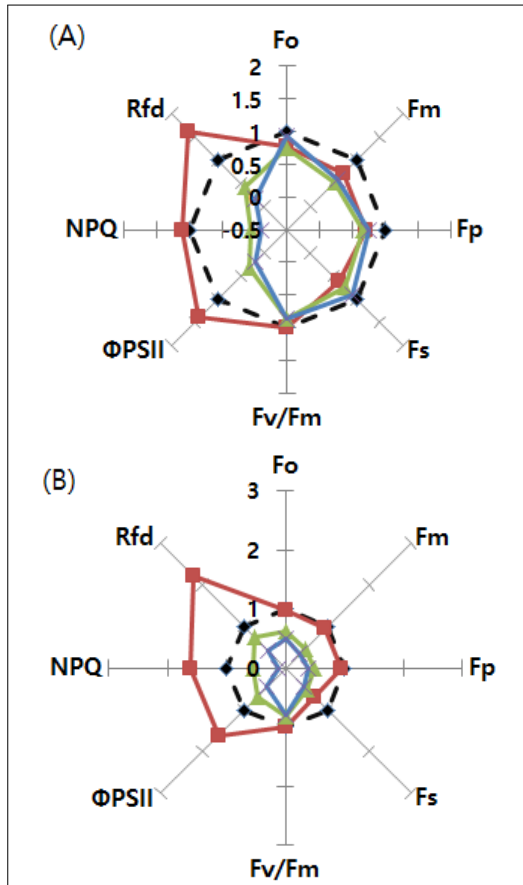 (A)
Fo
2
1.5
1
0.5
0
-0.5
Rfd
Fm
NPQ
Fp
ΦPSII
Fs
Fv/Fm
(B)
Fo
3
2
1
0
Rfd
Fm
NPQ
Fp
ΦPSII
Fs
Fv/Fm